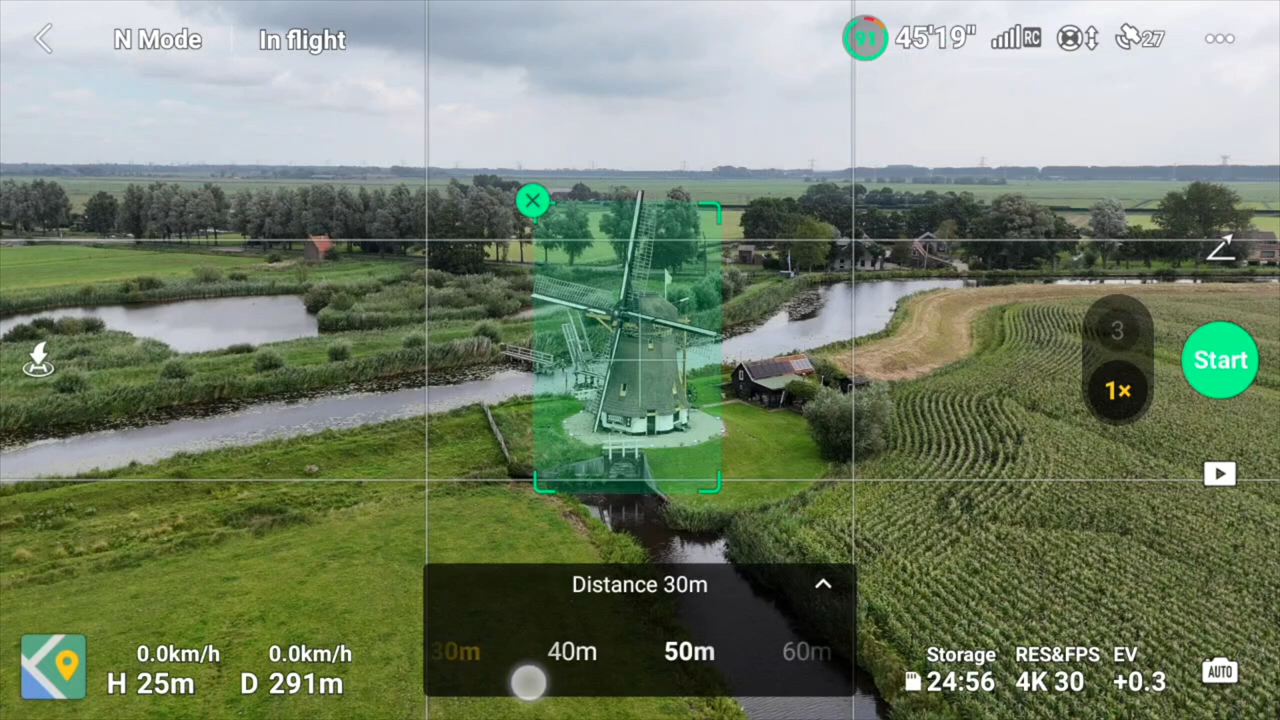 N Mode
In flight
91
45'19"
RC
27
3
1×
Start
Distance 30m
30m
40m
50m
60m
0.0km/h
0.0km/h
H 25m
D 291m
Storage
RES&FPS
EV
24:56
4K 30
+0.3
AUTO